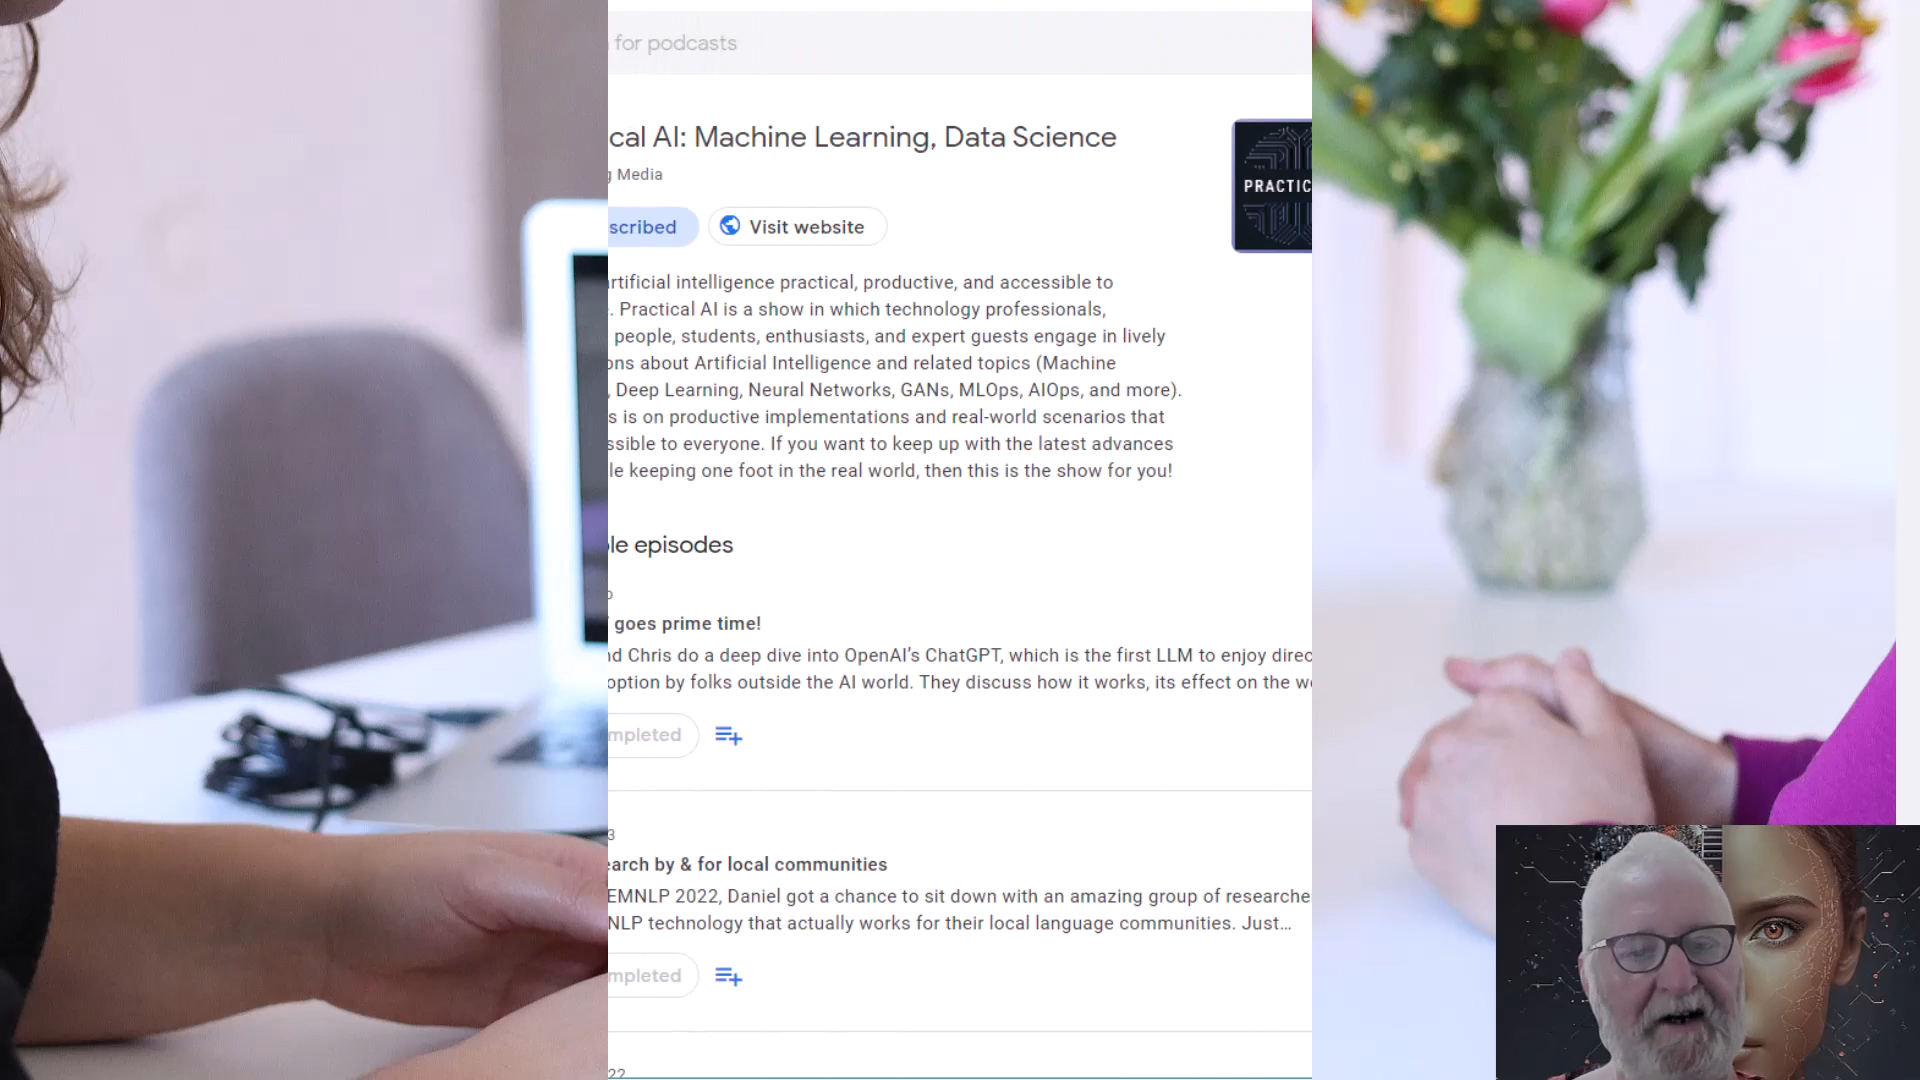 for podcasts
cal AI: Machine Learning, Data Science
g Media
scribed
Visit website
PRACTIC
rtificial intelligence practical, productive, and accessible to
. Practical AI is a show in which technology professionals,
people, students, enthusiasts, and expert guests engage in lively
ons about Artificial Intelligence and related topics (Machine
, Deep Learning, Neural Networks, GANs, MLOps, AIOps, and more).
s is on productive implementations and real-world scenarios that
ssible to everyone. If you want to keep up with the latest advances
le keeping one foot in the real world, then this is the show for you!
le episodes
goes prime time!
nd Chris do a deep dive into OpenAI’s ChatGPT, which is the first LLM to enjoy direc
option by folks outside the AI world. They discuss how it works, its effect on the w
mpleted
3
earch by & for local communities
EMNLP 2022, Daniel got a chance to sit down with an amazing group of researche
NLP technology that actually works for their local language communities. Just...
mpleted
22